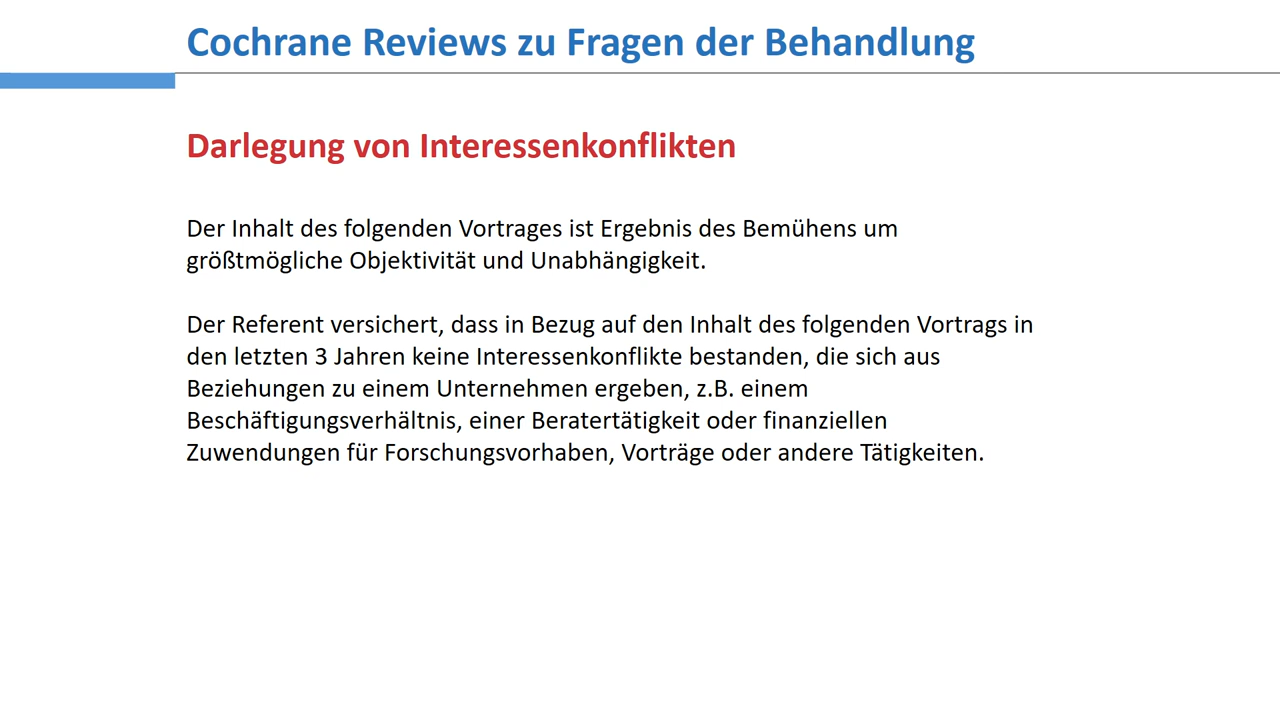 Cochrane Reviews zu Fragen der Behandlung
Darlegung von Interessenkonflikten
Der Inhalt des folgenden Vortrages ist Ergebnis des Bemühens um
größtmögliche Objektivität und Unabhängigkeit.
Der Referent versichert, dass in Bezug auf den Inhalt des folgenden Vortrags in
den letzten 3 Jahren keine Interessenkonflikte bestanden, die sich aus
Beziehungen zu einem Unternehmen ergeben, z.B. einem
Beschäftigungsverhältnis, einer Beratertätigkeit oder finanziellen
Zuwendungen für Forschungsvorhaben, Vorträge oder andere Tätigkeiten.